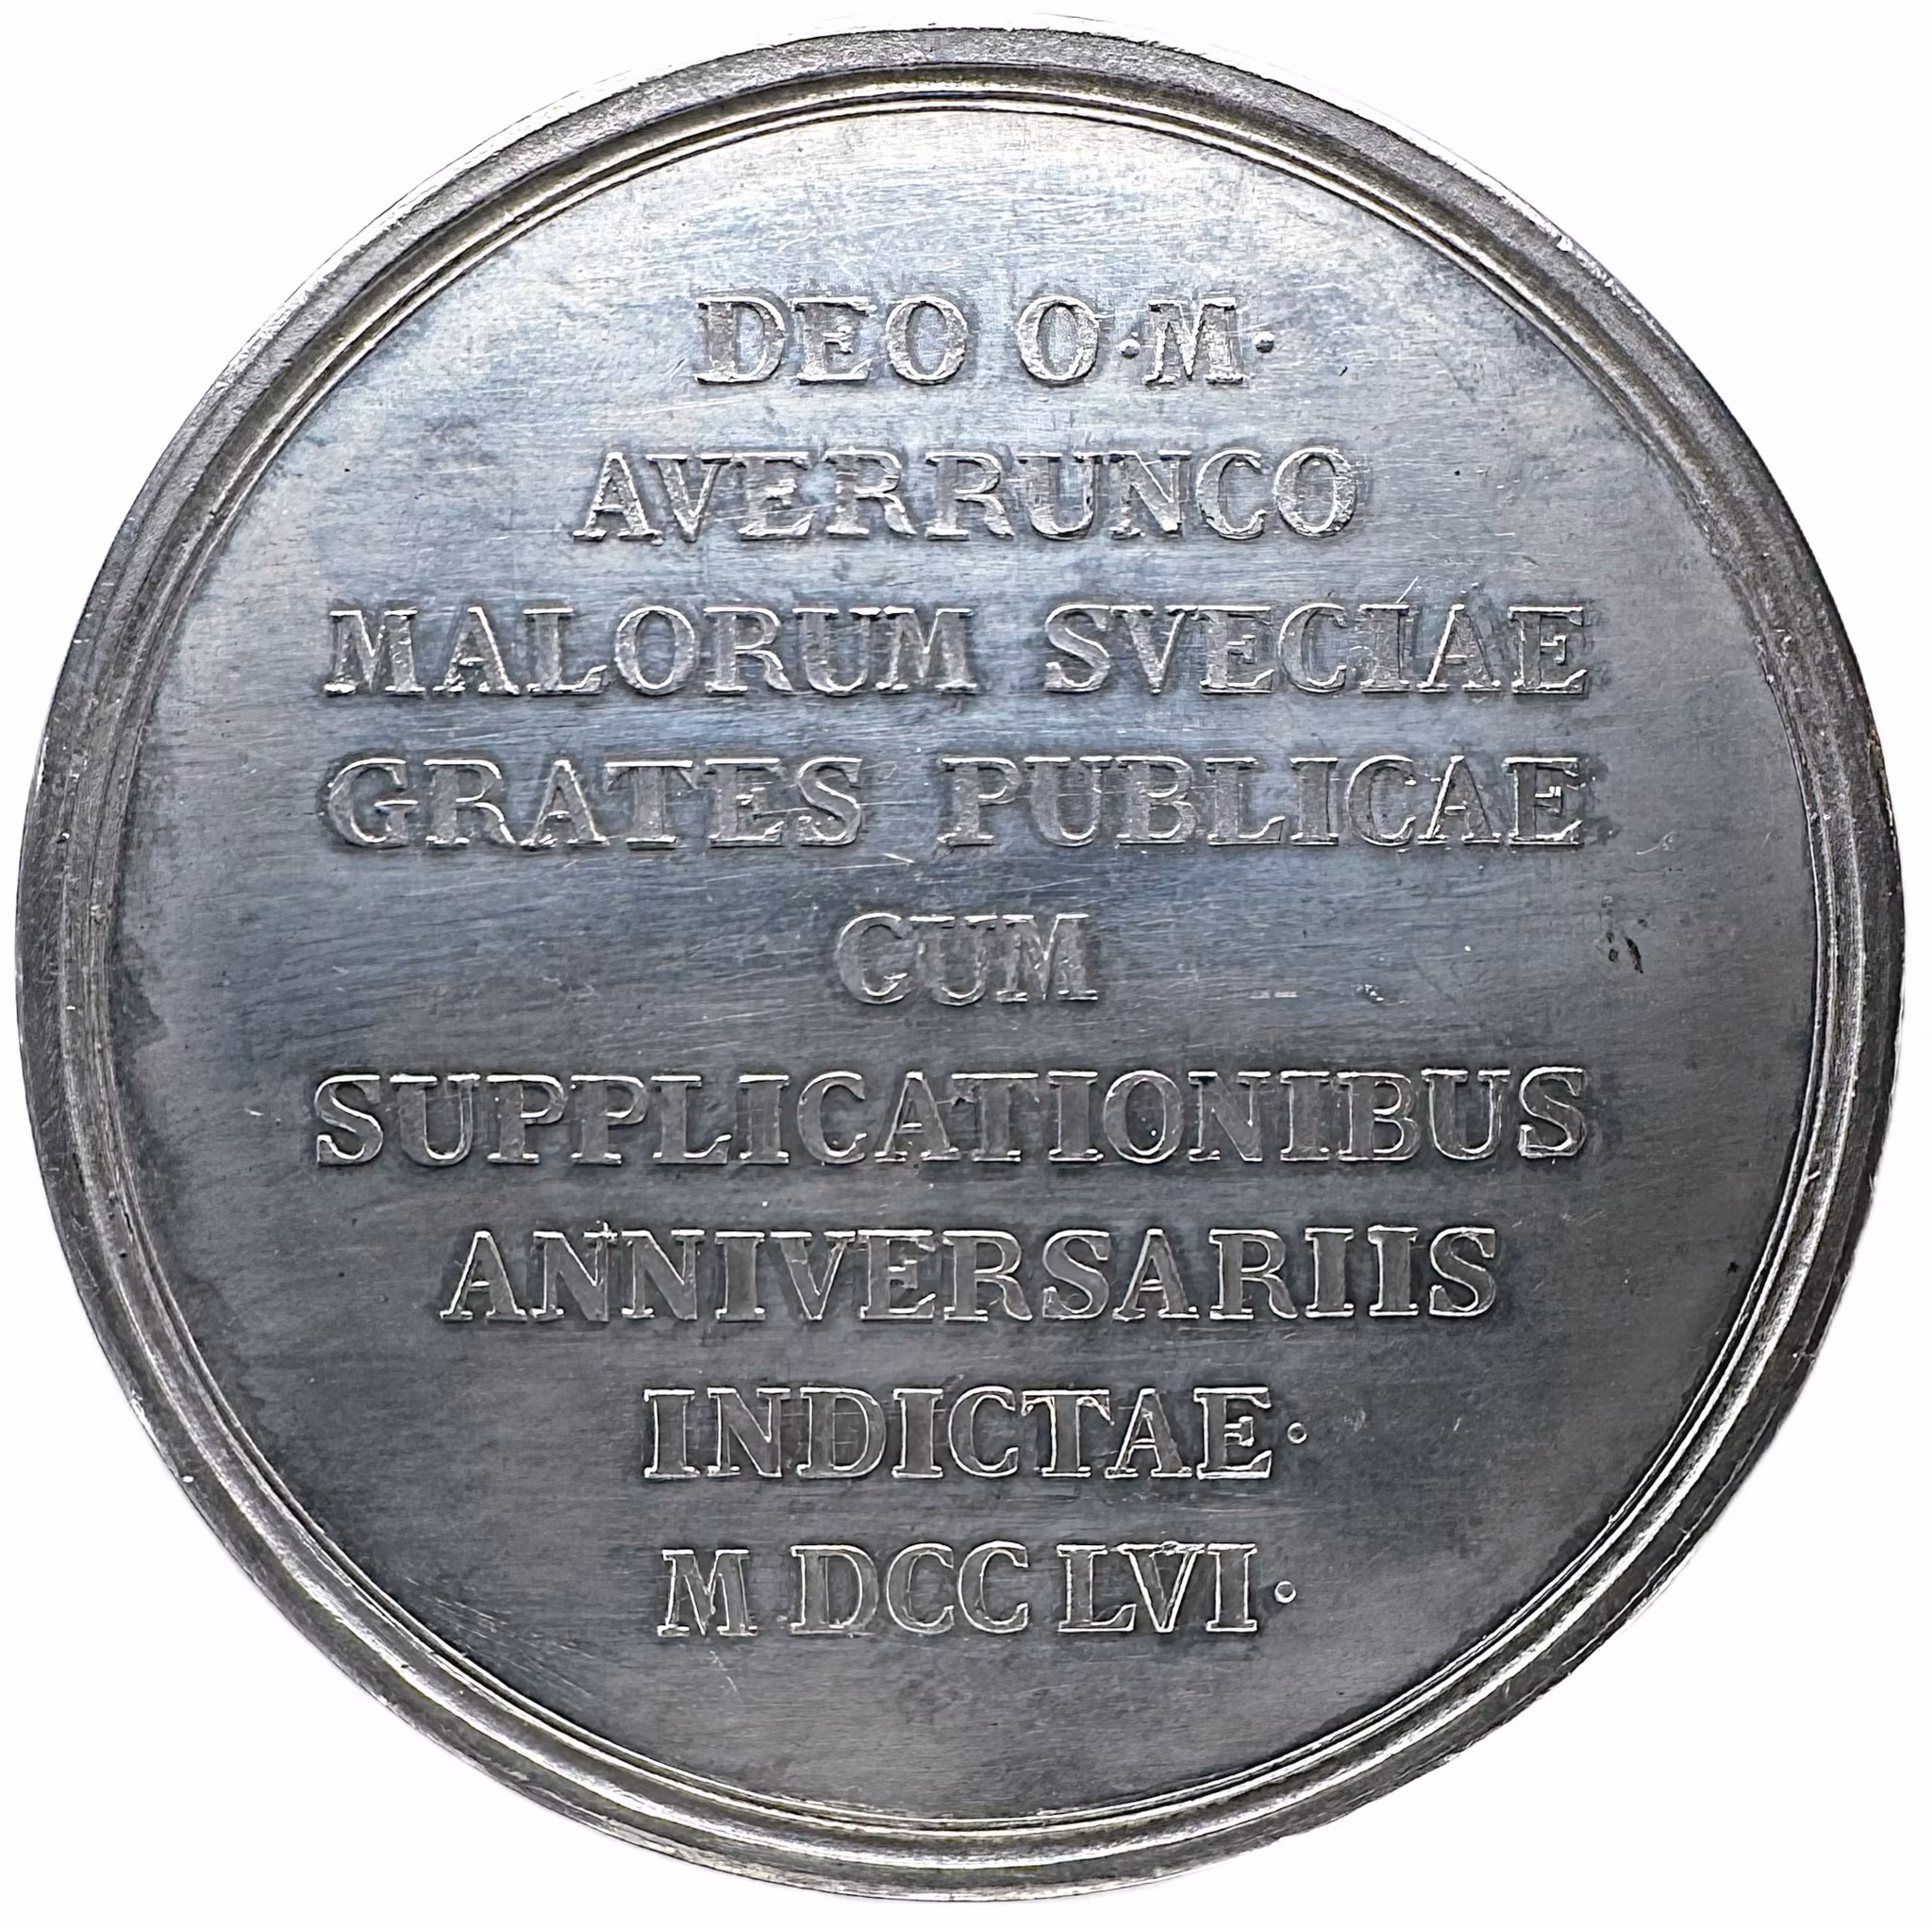 DEO O·M·
AVERRUNCO
MALORUM SVECIAE
GRATES PUBLICAE
CUM
SUPPLICATIONIBUS
ANNIVERSARIIS
INDICTAE·
M DCC LVI·